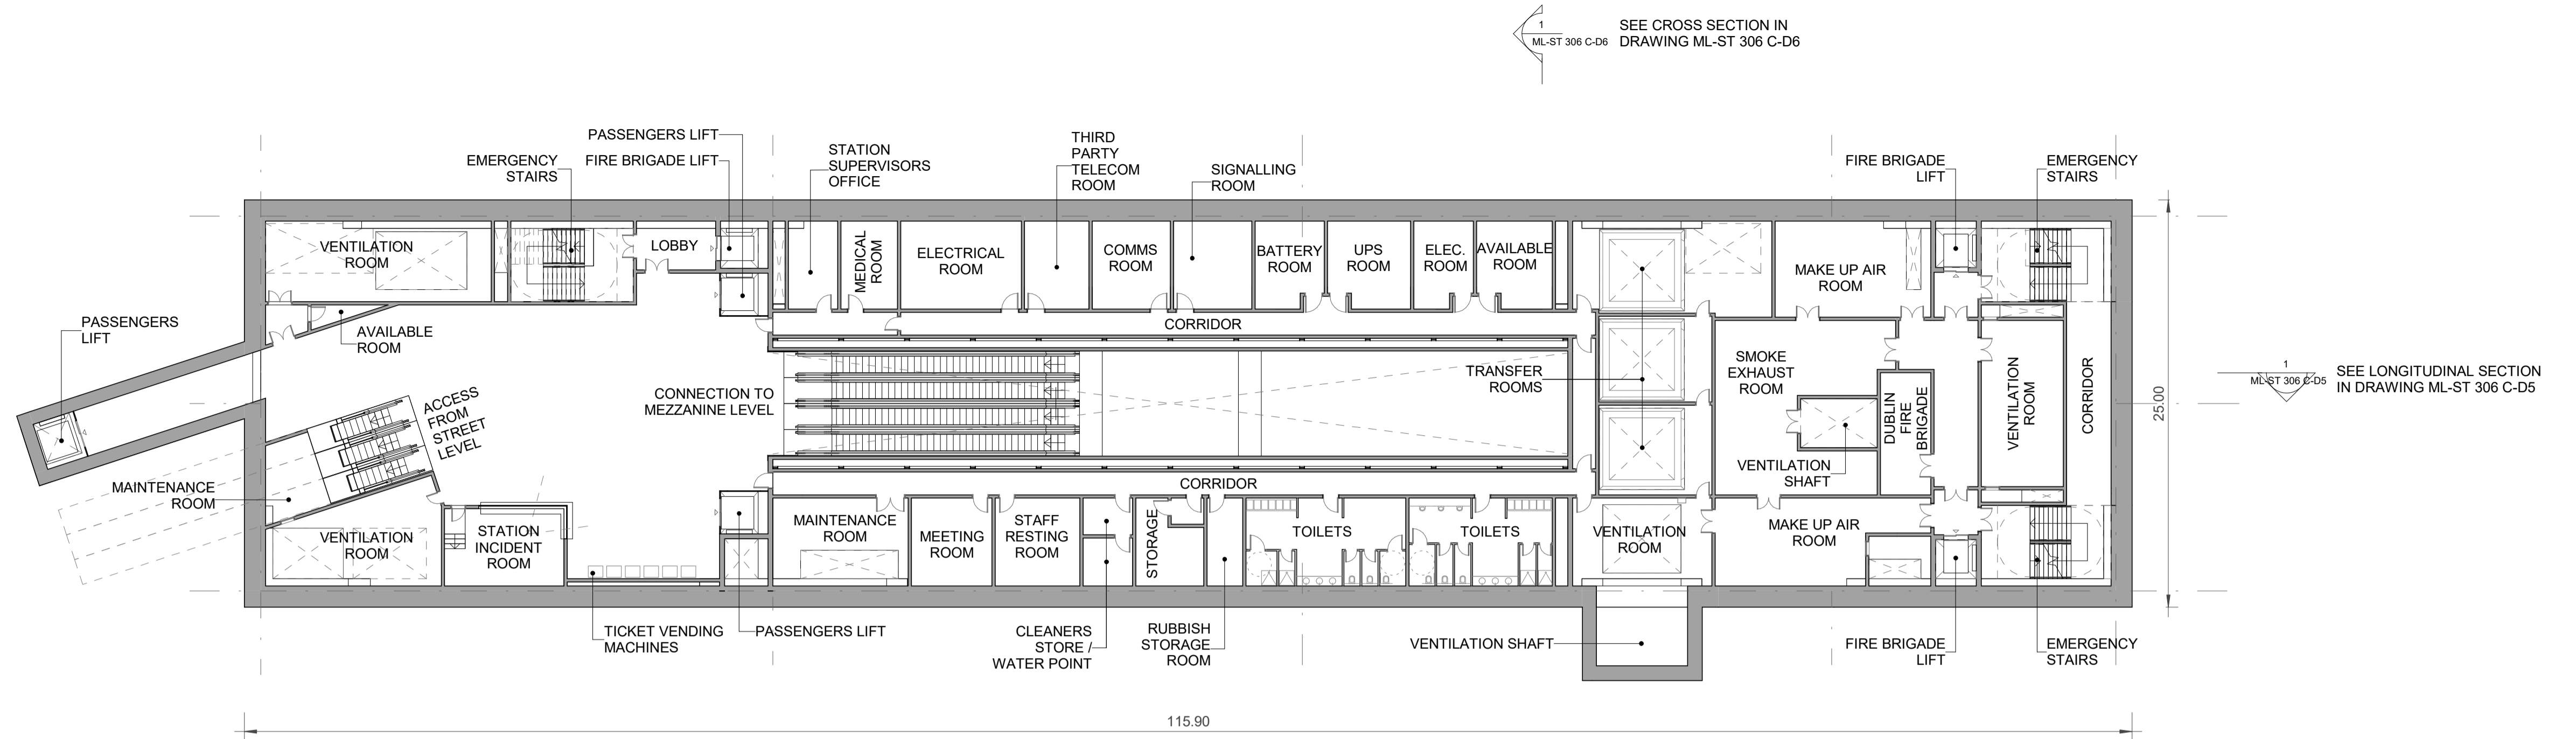 1
ML-ST 306 C-D6
SEE CROSS SECTION IN
DRAWING ML-ST 306 C-D6
PASSENGERS LIFT
FIRE BRIGADE LIFT
EMERGENCY
STAIRS
STATION
SUPERVISORS
OFFICE
THIRD
PARTY
TELECOM
ROOM
SIGNALLING
ROOM
FIRE BRIGADE
LIFT
EMERGENCY
STAIRS
VENTILATION
ROOM
LOBBY
MEDICAL
ROOM
ELECTRICAL
ROOM
COMMS
ROOM
BATTERY
ROOM
UPS
ROOM
ELEC.
ROOM
AVAILABLE
ROOM
MAKE UP AIR
ROOM
PASSENGERS
LIFT
AVAILABLE
ROOM
CORRIDOR
CONNECTION TO
MEZZANINE LEVEL
TRANSFER
ROOMS
SMOKE
EXHAUST
ROOM
DUBLIN
FIRE
BRIGADE
VENTILATION
ROOM
CORRIDOR
25.00
1
ML-ST 306 C-D5
SEE LONGITUDINAL SECTION
IN DRAWING ML-ST 306 C-D5
ACCESS
FROM
STREET
LEVEL
VENTILATION
SHAFT
MAINTENANCE
ROOM
CORRIDOR
VENTILATION
ROOM
STATION
INCIDENT
ROOM
MAINTENANCE
ROOM
MEETING
ROOM
STAFF
RESTING
ROOM
STORAGE
TOILETS
TOILETS
VENTILATION
ROOM
MAKE UP AIR
ROOM
TICKET VENDING
MACHINES
PASSENGERS LIFT
CLEANERS
STORE /
WATER POINT
RUBBISH
STORAGE
ROOM
VENTILATION SHAFT
FIRE BRIGADE
LIFT
EMERGENCY
STAIRS
115.90